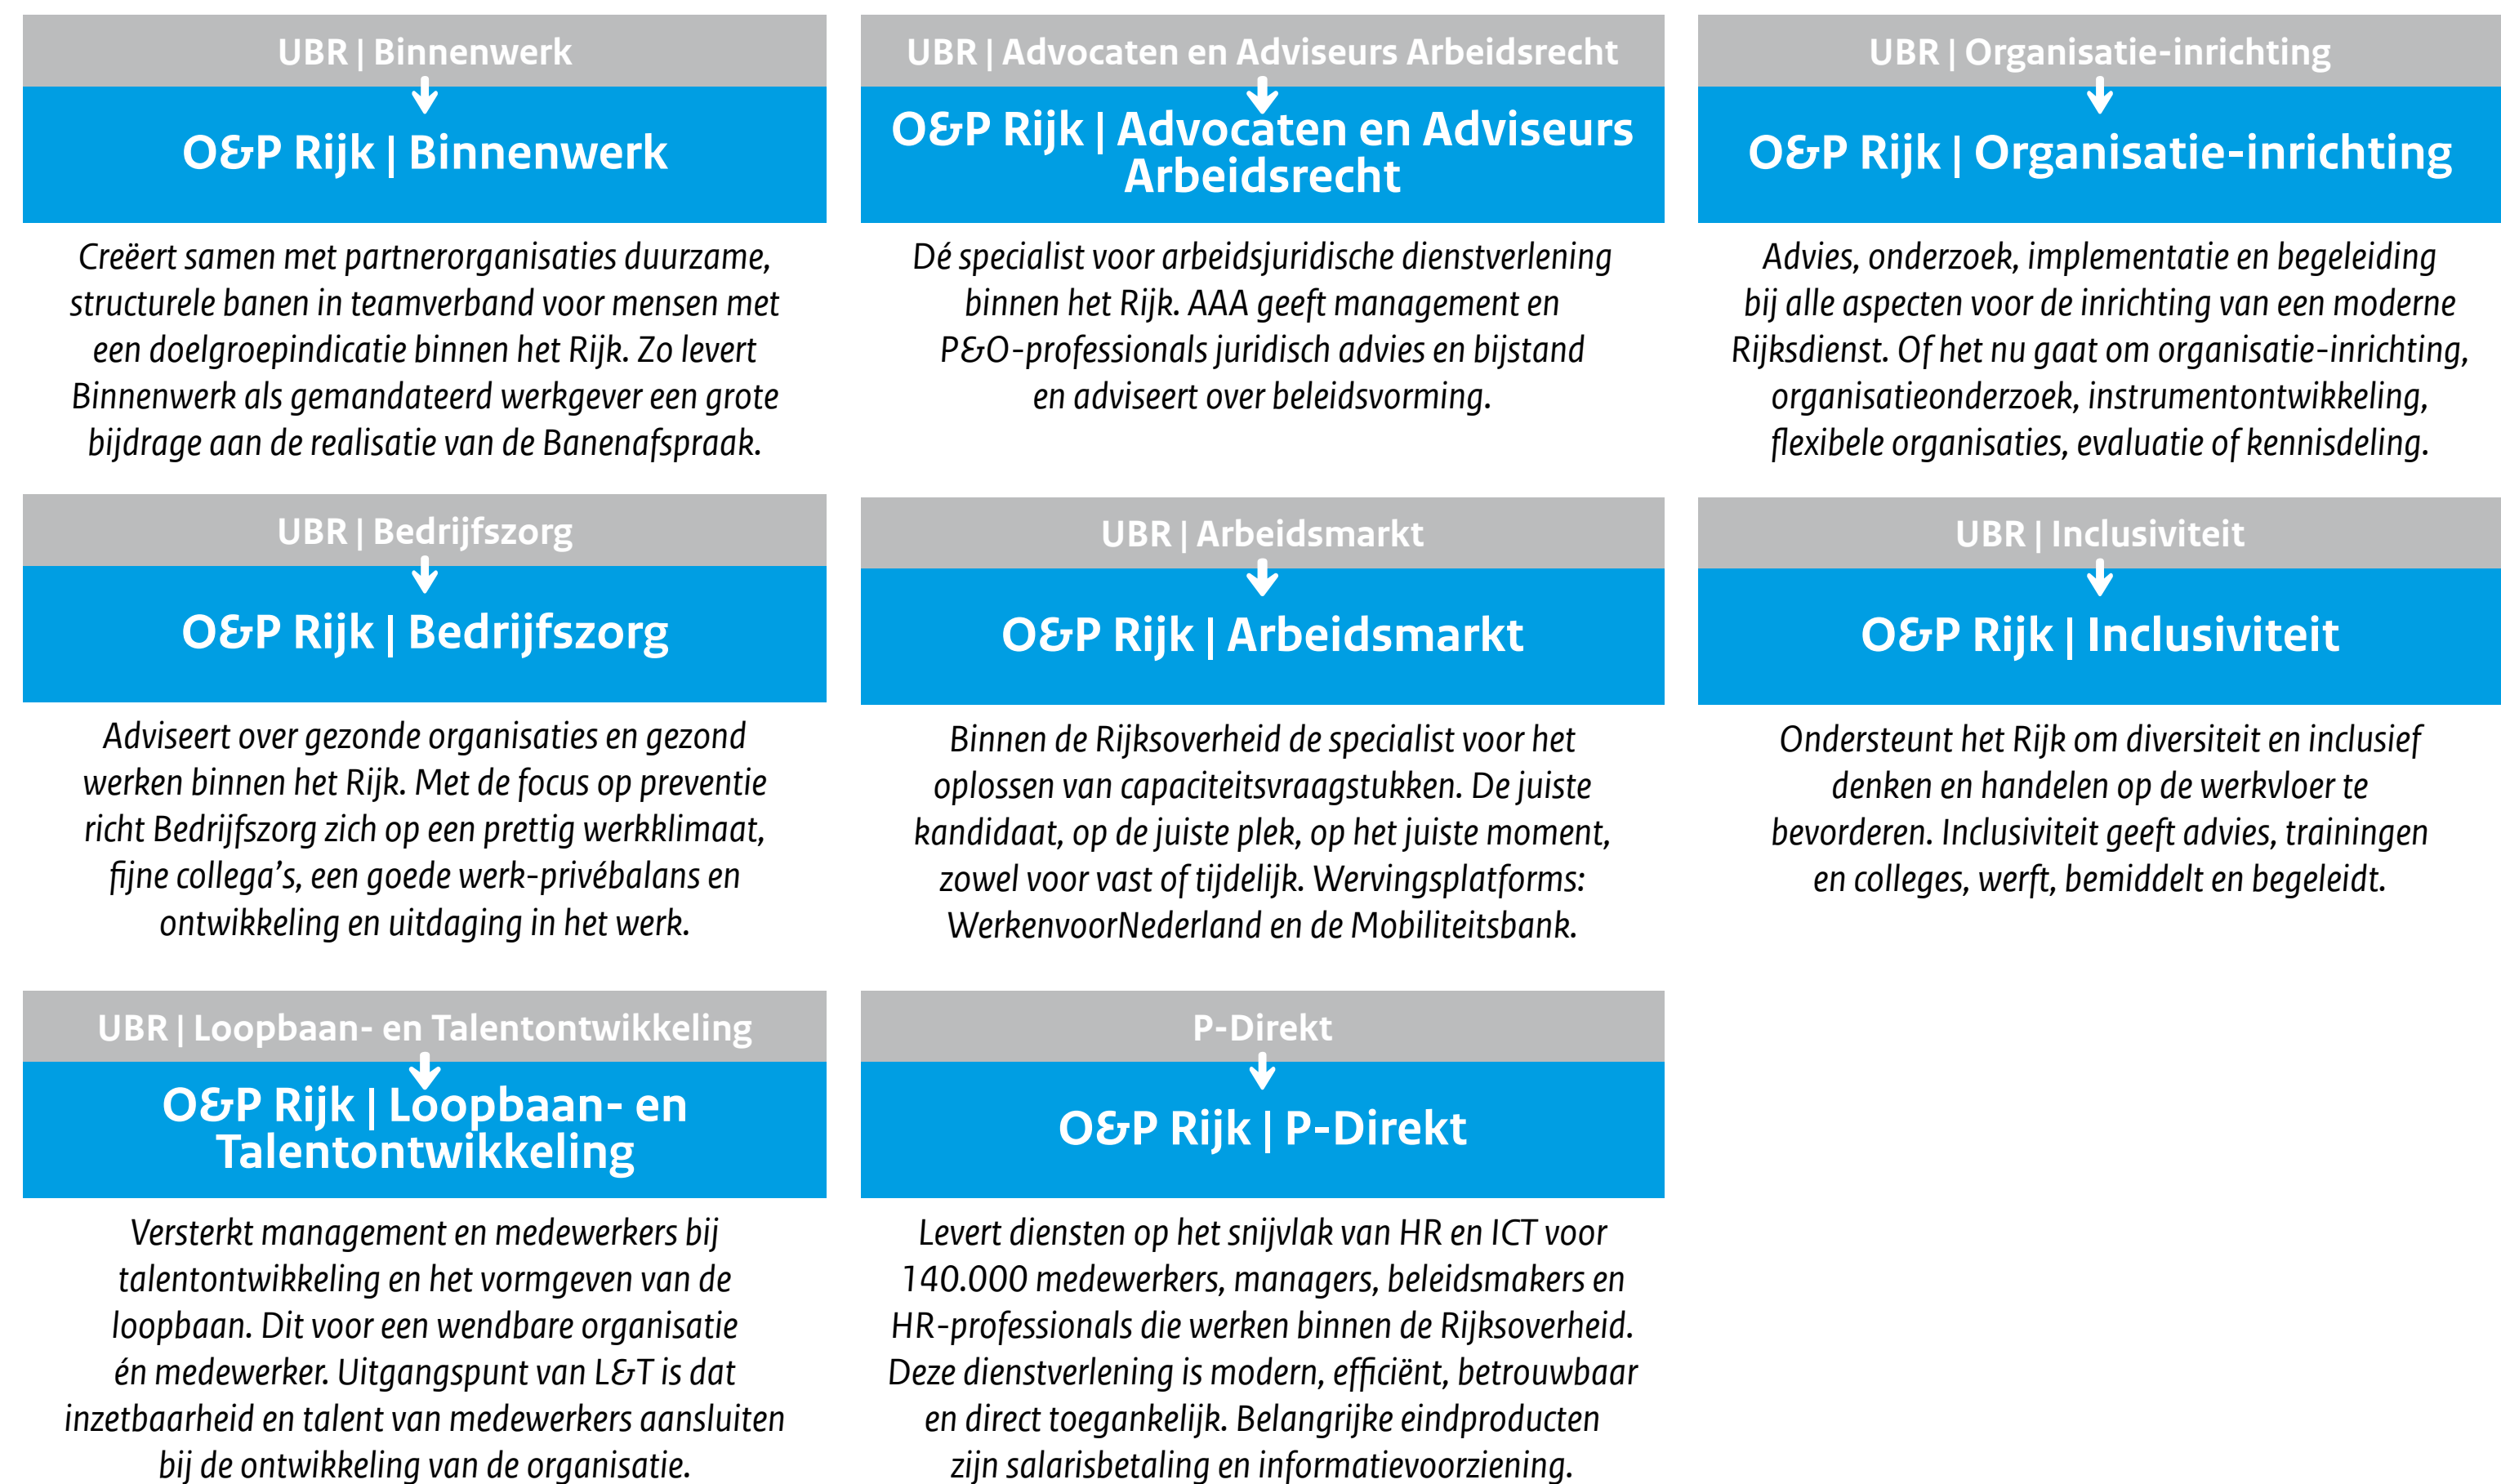 UBR | Binnenwerk
O&P Rijk | Binnenwerk
Creëert samen met partnerorganisaties duurzame,
structurele banen in teamverband voor mensen met
een doelgroepindicatie binnen het Rijk. Zo levert
Binnenwerk als gemandateerd werkgever een grote
bijdrage aan de realisatie van de Banenafspraak.
UBR | Advocaten en Adviseurs Arbeidsrecht
O&P Rijk | Advocaten en Adviseurs
Arbeidsrecht
Dé specialist voor arbeidsjuridische dienstverlening
binnen het Rijk. AAA geeft management en
P&O-professionals juridisch advies en bijstand
en adviseert over beleidsvorming.
UBR | Organisatie-inrichting
O&P Rijk | Organisatie-inrichting
Advies, onderzoek, implementatie en begeleiding
bij alle aspecten voor de inrichting van een moderne
Rijksdienst. Of het nu gaat om organisatie-inrichting,
organisatieonderzoek, instrumentontwikkeling,
flexibele organisaties, evaluatie of kennisdeling.
UBR | Bedrijfszorg
O&P Rijk | Bedrijfszorg
Adviseert over gezonde organisaties en gezond
werken binnen het Rijk. Met de focus op preventie
richt Bedrijfszorg zich op een prettig werkklimaat,
fijne collega's, een goede werk-privébalans en
ontwikkeling en uitdaging in het werk.
UBR | Arbeidsmarkt
O&P Rijk | Arbeidsmarkt
Binnen de Rijksoverheid de specialist voor het
oplossen van capaciteitsvraagstukken. De juiste
kandidaat, op de juiste plek, op het juiste moment,
zowel voor vast of tijdelijk. Wervingsplatforms:
WerkenvoorNederland en de Mobiliteitsbank.
UBR | Inclusiviteit
O&P Rijk | Inclusiviteit
Ondersteunt het Rijk om diversiteit en inclusief
denken en handelen op de werkvloer te
bevorderen. Inclusiviteit geeft advies, trainingen
en colleges, werft, bemiddelt en begeleidt.
UBR | Loopbaan- en Talentontwikkeling
O&P Rijk | Loopbaan- en
Talentontwikkeling
Versterkt management en medewerkers bij
talentontwikkeling en het vormgeven van de
loopbaan. Dit voor een wendbare organisatie
én medewerker. Uitgangspunt van L&T is dat
inzetbaarheid en talent van medewerkers aansluiten
bij de ontwikkeling van de organisatie.
P-Direkt
O&P Rijk | P-Direkt
Levert diensten op het snijvlak van HR en ICT voor
140.000 medewerkers, managers, beleidsmakers en
HR-professionals die werken binnen de Rijksoverheid.
Deze dienstverlening is modern, efficiënt, betrouwbaar
en direct toegankelijk. Belangrijke eindproducten
zijn salarisbetaling en informatievoorziening.